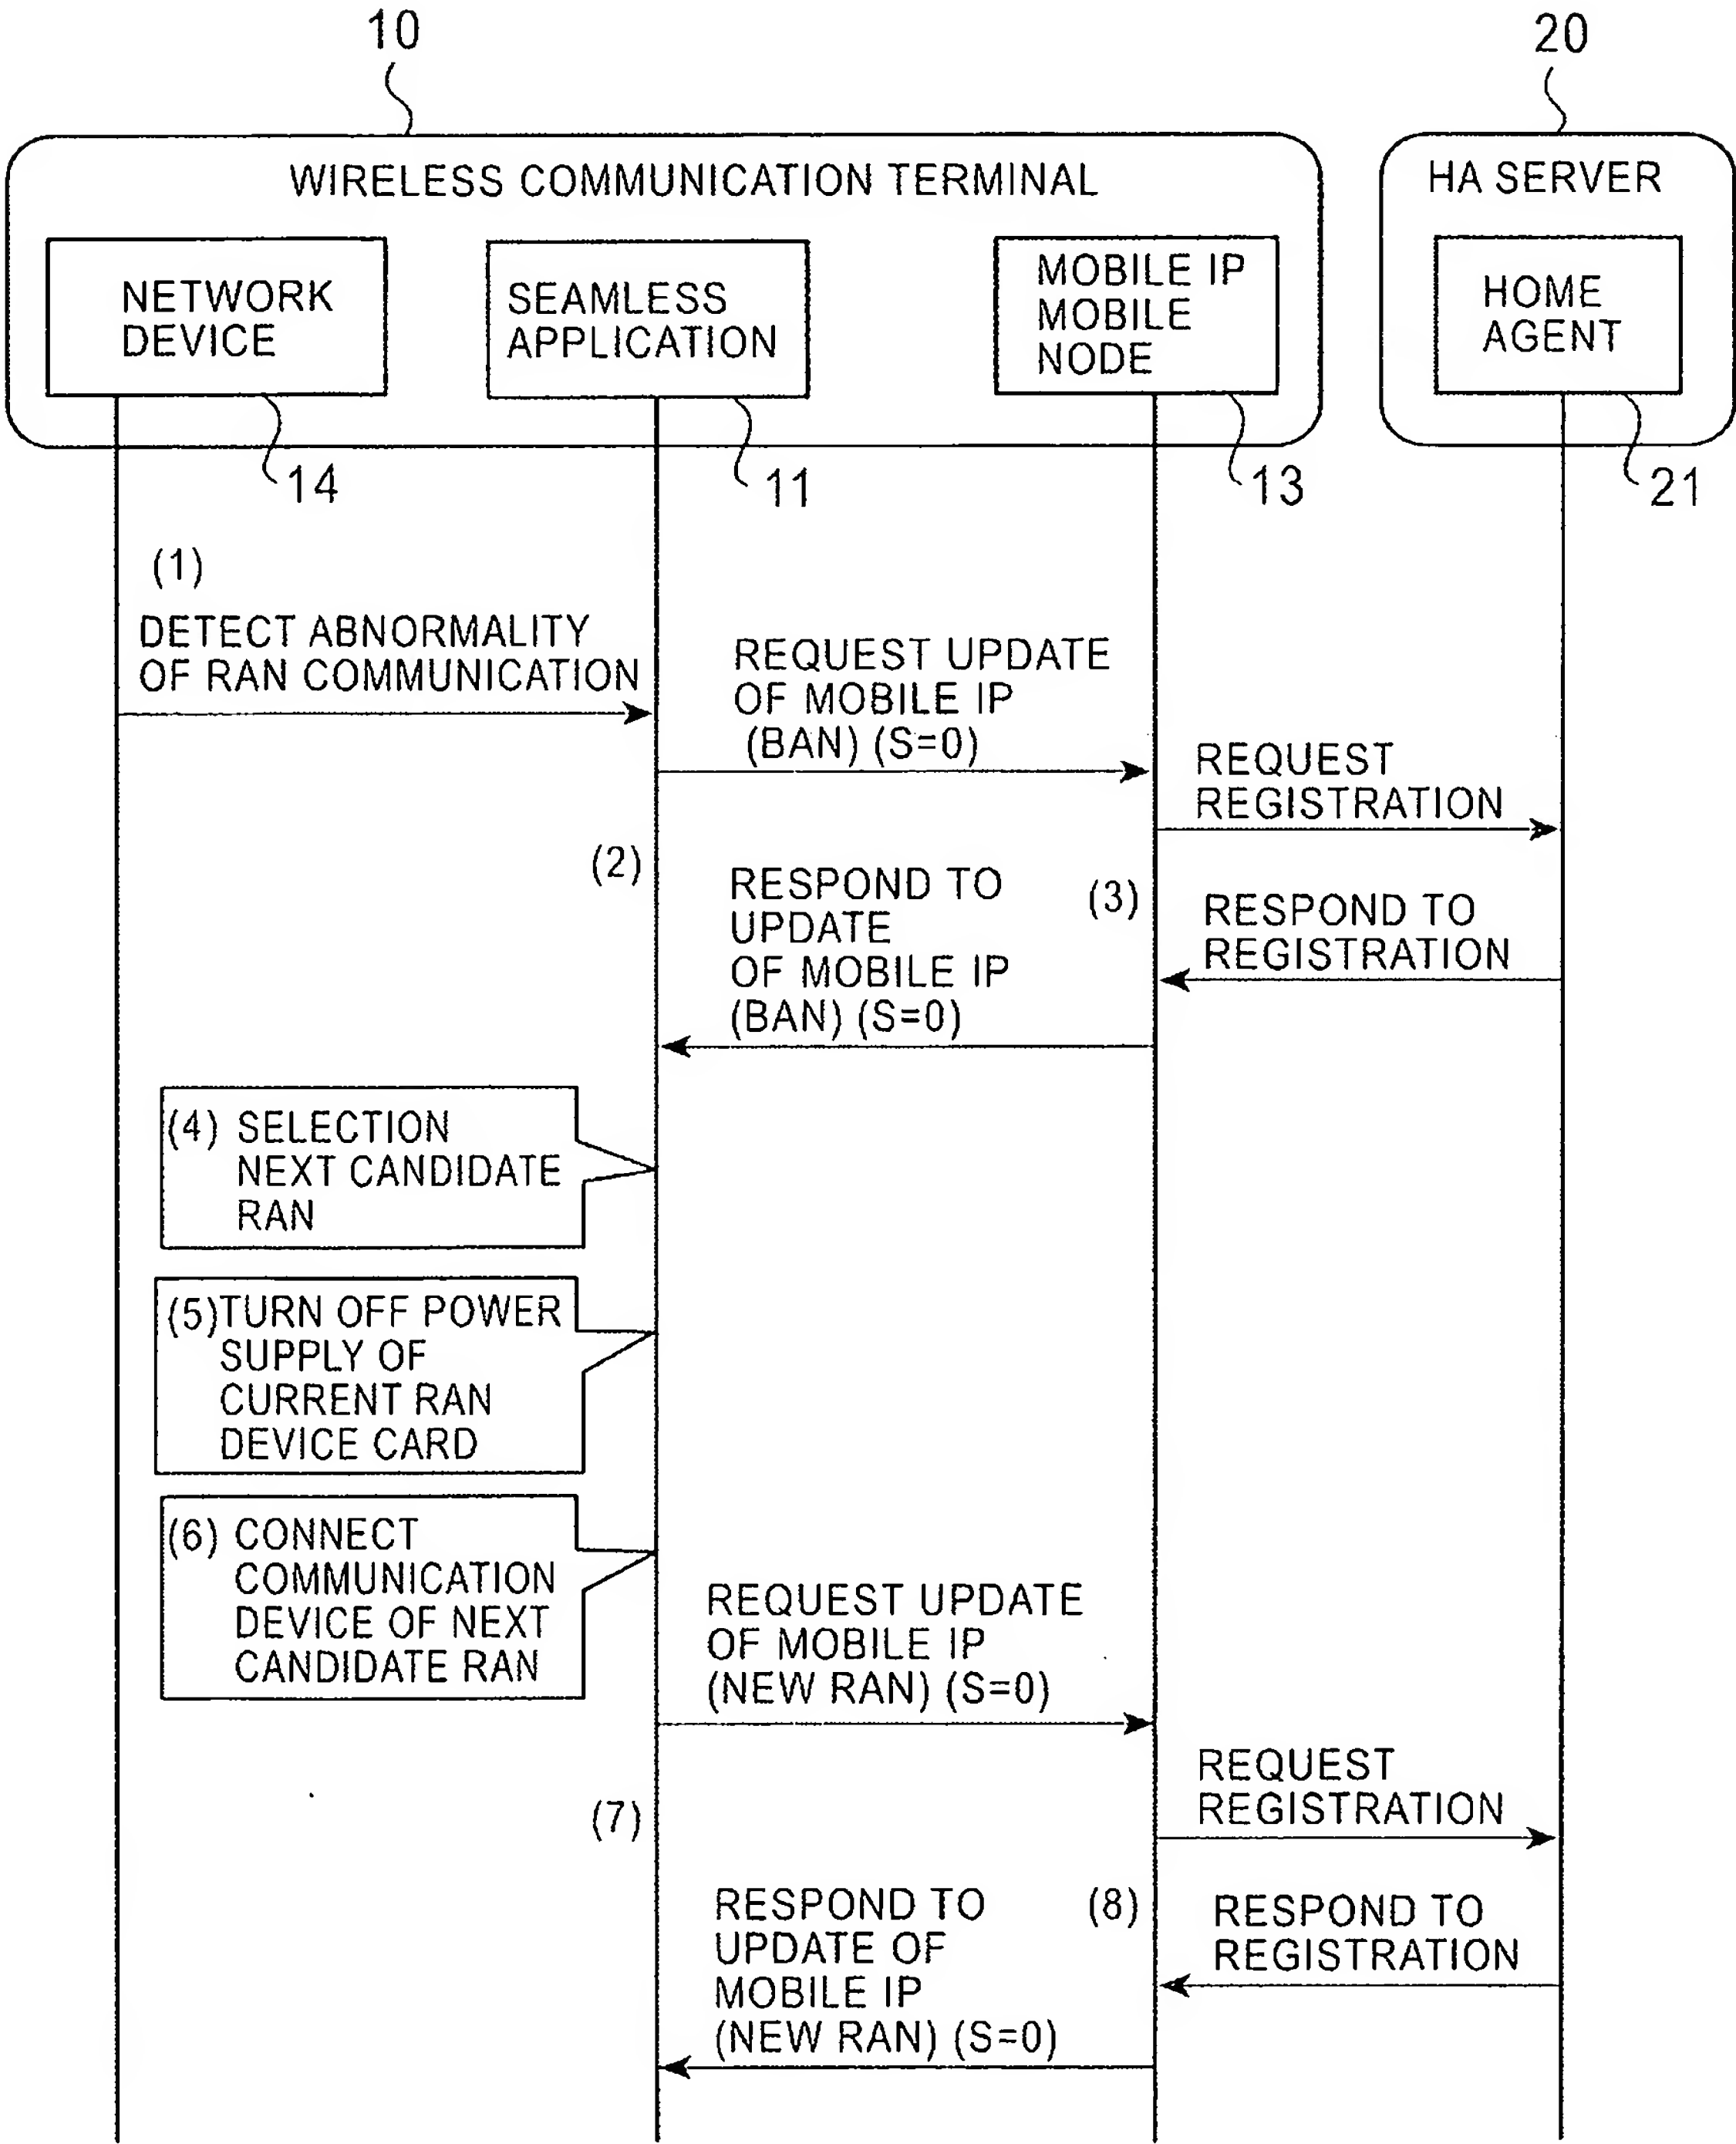 10
20
WIRELESS COMMUNICATION TERMINAL
HA SERVER
NETWORK
DEVICE
SEAMLESS
APPLICATION
MOBILE IP
MOBILE
NODE
HOME
AGENT
14
11
13
21
(1)
DETECT ABNORMALITY
OF RAN COMMUNICATION
REQUEST UPDATE
OF MOBILE IP
(BAN) (S=0)
REQUEST
REGISTRATION
(2)
RESPOND TO
UPDATE
OF MOBILE IP
(BAN) (S=0)
(3)
RESPOND TO
REGISTRATION
(4) SELECTION
NEXT CANDIDATE
RAN
(5) TURN OFF POWER
SUPPLY OF
CURRENT RAN
DEVICE CARD
(6) CONNECT
COMMUNICATION
DEVICE OF NEXT
CANDIDATE RAN
REQUEST UPDATE
OF MOBILE IP
(NEW RAN) (S=0)
REQUEST
REGISTRATION
(7)
RESPOND TO
UPDATE OF
MOBILE IP
(NEW RAN) (S=0)
(8)
RESPOND TO
REGISTRATION